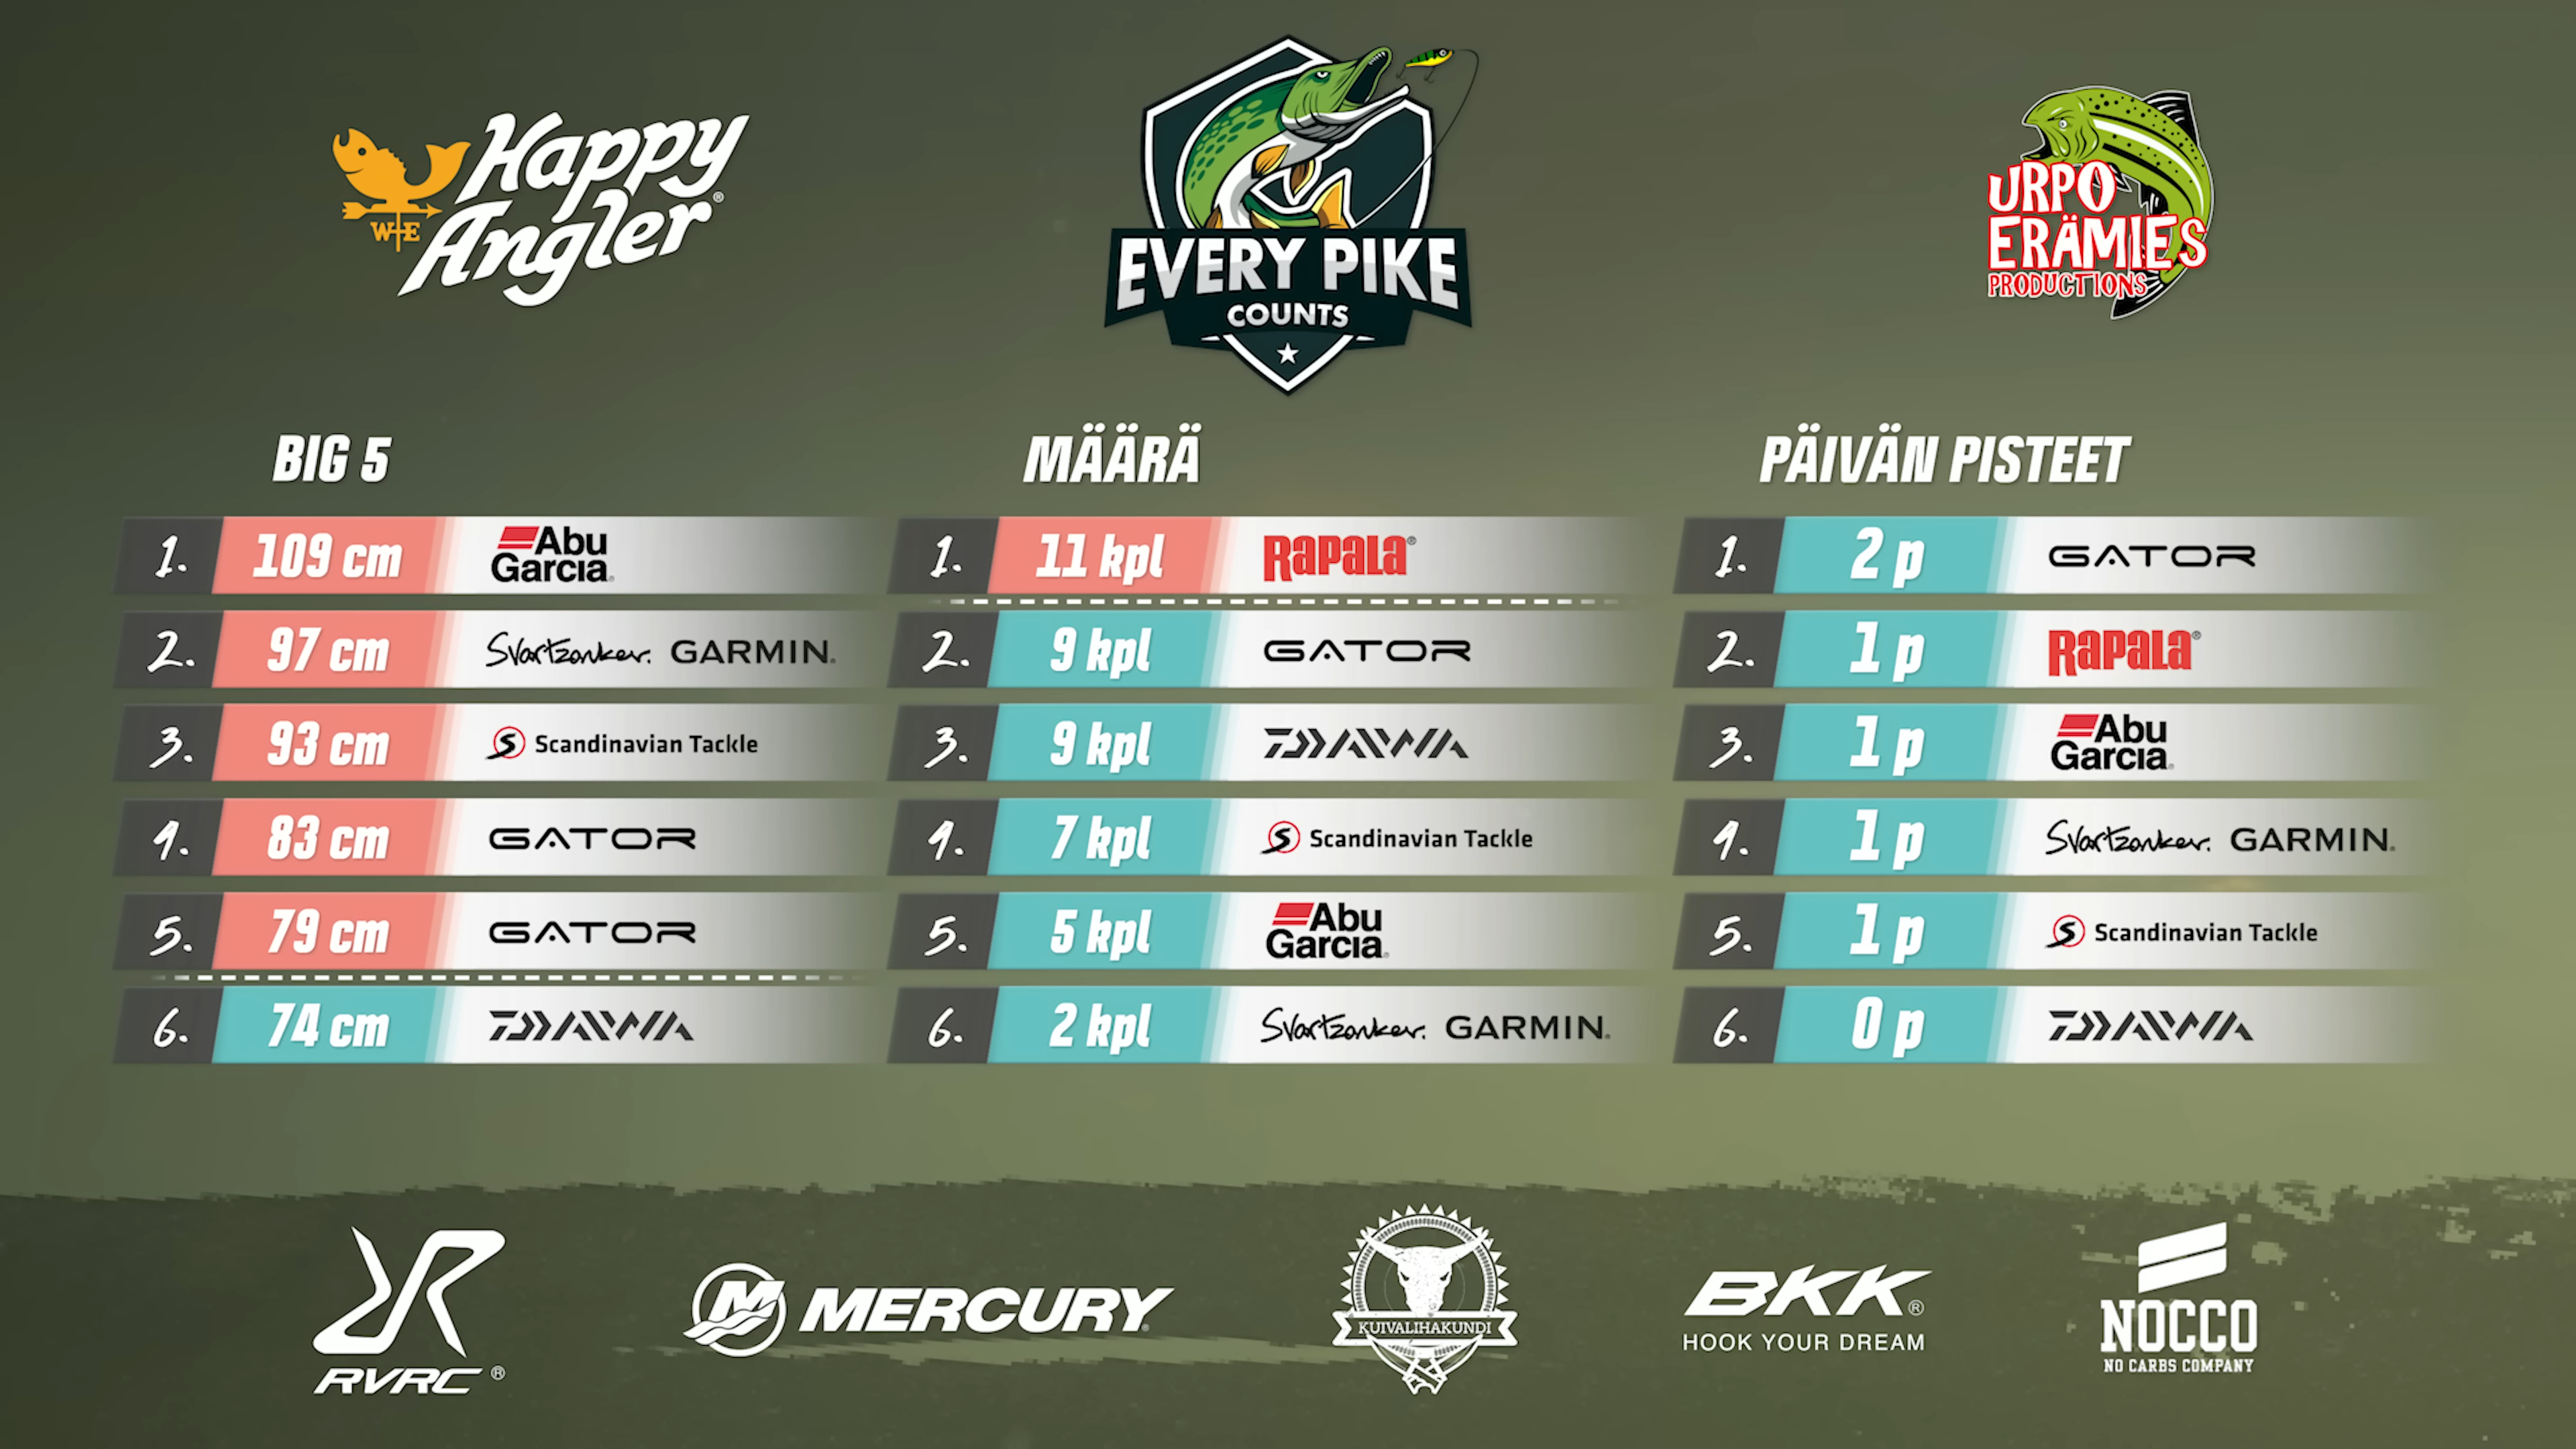 Happy
Angler®
W E
EVERY PIKE
COUNTS
URPO
ERÄMIES
PRODUCTIONS
BIG 5
1. 109 cm Abu Garcia®
2. 97 cm Svartzonker. GARMIN®
3. 93 cm S Scandinavian Tackle
4. 83 cm GATOR
5. 79 cm GATOR
6. 74 cm DAIWA
MÄÄRÄ
1. 11 kpl Rapala®
2. 9 kpl GATOR
3. 9 kpl DAIWA
4. 7 kpl S Scandinavian Tackle
5. 5 kpl Abu Garcia®
6. 2 kpl Svartzonker. GARMIN®
PÄIVÄN PISTEET
1. 2 p GATOR
2. 1 p Rapala®
3. 1 p Abu Garcia®
4. 1 p Svartzonker. GARMIN®
5. 1 p S Scandinavian Tackle
6. 0 p DAIWA
RVRC®
M MERCURY®
KUIVALIHAKUNDI
BKK®
HOOK YOUR DREAM
NOCCO
NO CARBS COMPANY